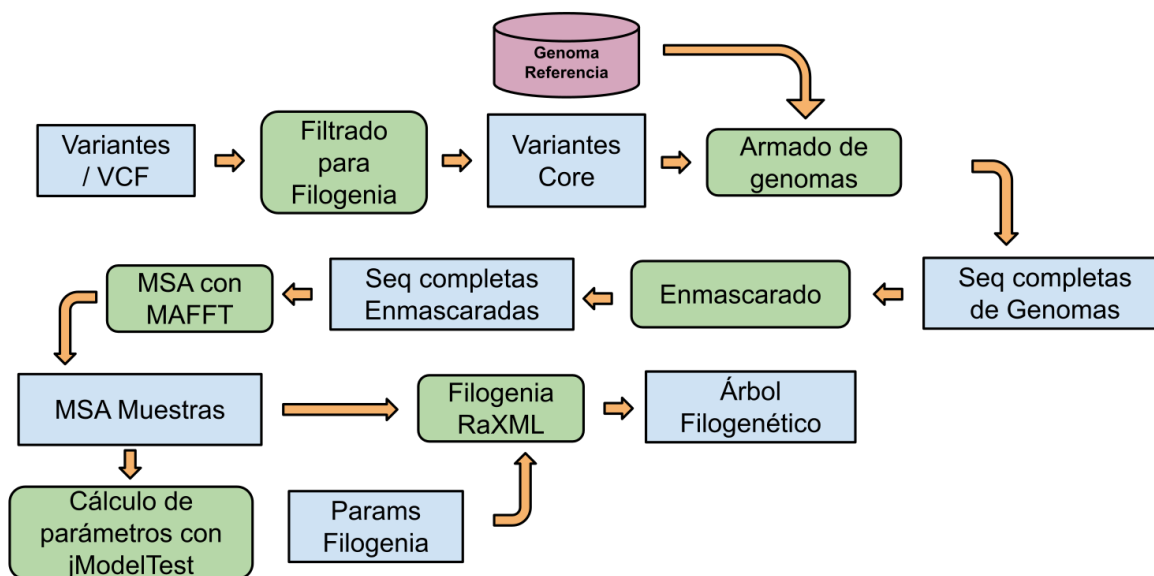 Genoma
Referencia
Variantes
/ VCF
Filtrado
para
Filogenia
Variantes
Core
Armado de
genomas
Seq completas
de Genomas
Enmascarado
Seq completas
Enmascaradas
MSA con
MAFFT
MSA Muestras
Filogenia
RaXML
Árbol
Filogenético
Cálculo de
parámetros con
jModelTest
Params
Filogenia